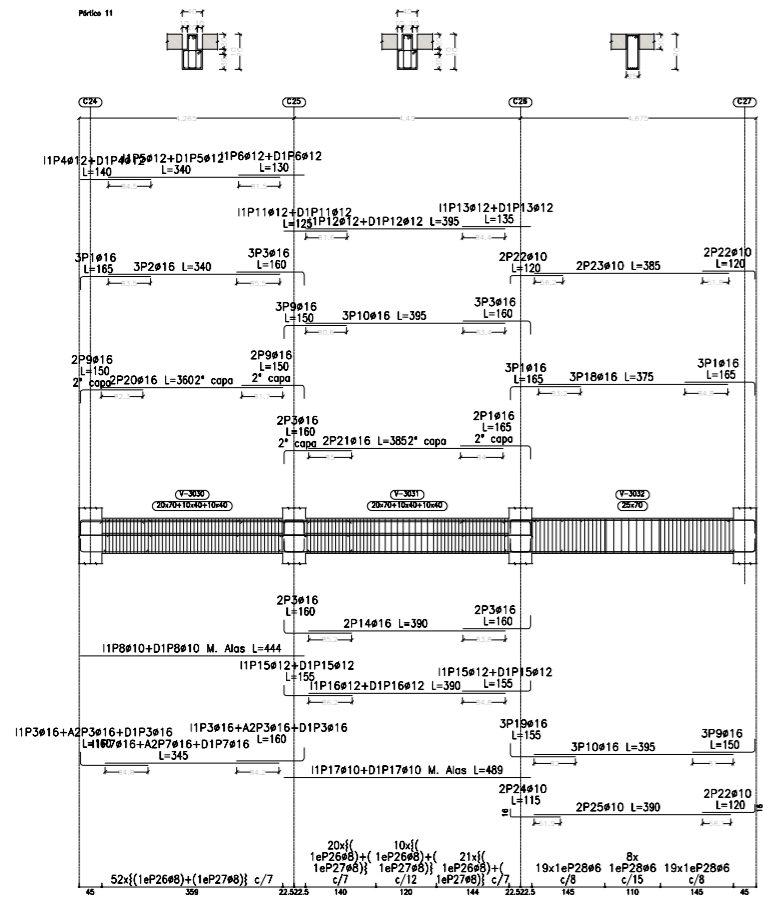 Pórtico 11
C24
C25
C26
C27
I1P5ø12+D1P5ø12
L=340
I1P6ø12+D1P6ø12
L=130
L=140
I1P11ø12+D1P11ø12
L=125
I1P12ø12+D1P12ø12 L=395
I1P13ø12+D1P13ø12
L=135
3P1ø16
L=165
3P2ø16 L=340
3P3ø16
L=160
2P22ø10
L=120
2P23ø10 L=385
2P22ø10
L=120
3P9ø16
L=150
3P10ø16 L=395
3P3ø16
L=160
2P9ø16
L=150
2ª capa
2P20ø16 L=360
2P9ø16
L=150
2ª capa
3P1ø16
L=165
3P18ø16 L=375
3P1ø16
L=165
2P3ø16
L=160
2ª capa
2P21ø16 L=385
2P1ø16
L=165
2ª capa
V-3030
20x70+10x40+10x40
V-3031
20x70+10x40+10x40
V-3032
25x70
2P3ø16
L=160
2P14ø16 L=390
2P3ø16
L=160
I1P8ø10+D1P8ø10 M. Alas L=444
I1P15ø12+D1P15ø12
L=155
I1P16ø12+D1P16ø12 L=390
I1P15ø12+D1P15ø12
L=155
I1P3ø16+A2P3ø16+D1P3ø16
L=160
I1P7ø16+A2P7ø16+D1P7ø16
L=345
I1P3ø16+A2P3ø16+D1P3ø16
L=160
3P19ø16
L=155
3P10ø16 L=395
3P9ø16
L=150
I1P17ø10+D1P17ø10 M. Alas L=489
2P24ø10
L=115
16
2P25ø10 L=390
2P22ø10
L=120
16
52x{(1eP26ø8)+(1eP27ø8)} c/7
20x{(
1eP26ø8)+(
1eP27ø8)}
c/7
10x{(
1eP26ø8)+(
1eP27ø8)}
c/12
21x{(
1eP26ø8)+(
1eP27ø8)} c/7
19x1eP28ø6
c/8
8x
1eP28ø6
c/15
19x1eP28ø6
c/8
45 359 22.5 22.5 140 120 144 22.5 22.5 145 110 145 45